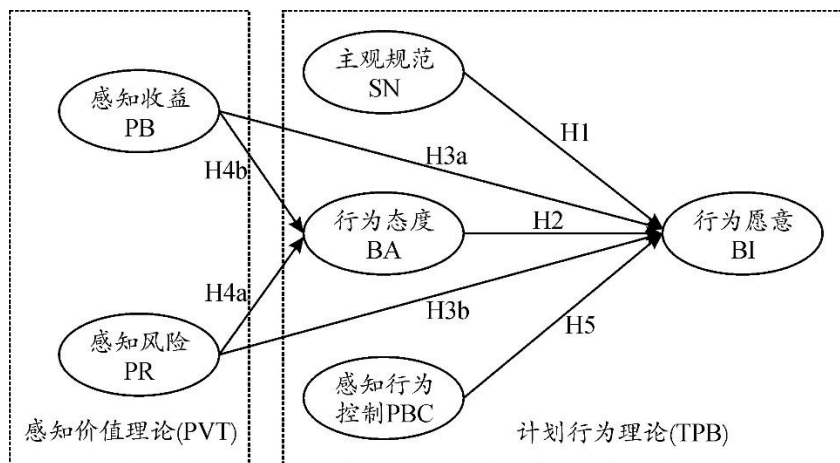 主观规范
SN
感知收益
PB
H1
H3a
H4b
行为态度
BA
H2
行为愿意
BI
H4a
H3b
H5
感知风险
PR
感知行为
控制PBC
感知价值理论(PVT)
计划行为理论(TPB)